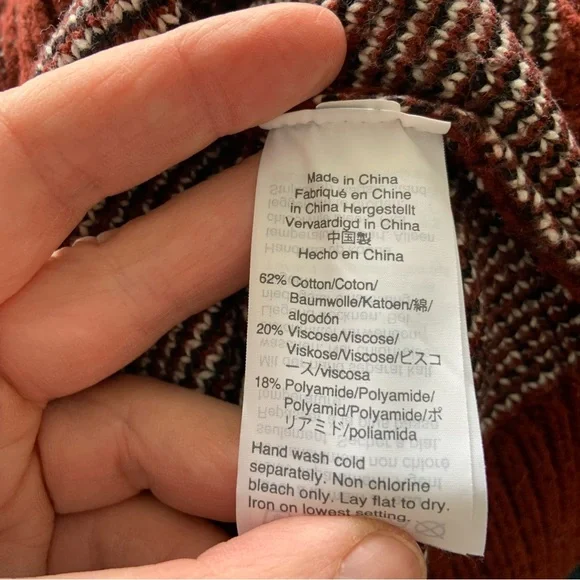 Made in China
Fabriqué en Chine
in China Hergestellt
Vervaardigd in China
中国製
Hecho en China
62% Cotton/Coton/
Baumwolle/Katoen/綿/
algodón
20% Viscose/Viscose/
Viskose/Viscose/ビスコ
ース/viscosa
18% Polyamide/Polyamide/
Polyamid/Polyamide/ポ
リアミド/poliamida
Hand wash cold
separately. Non chlorine
bleach only. Lay flat to dry.
Iron on lowest setting.